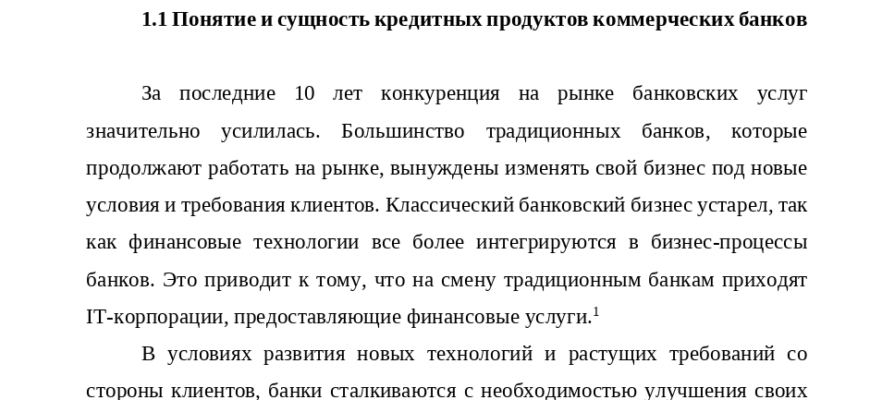 1.1 Понятие и сущность кредитных продуктов коммерческих банков
За последние 10 лет конкуренция на рынке банковских услуг
значительно усилилась. Большинство традиционных банков, которые
продолжают работать на рынке, вынуждены изменять свой бизнес под новые
условия и требования клиентов. Классический банковский бизнес устарел, так
как финансовые технологии все более интегрируются в бизнес-процессы
банков. Это приводит к тому, что на смену традиционным банкам приходят
IT-корпорации, предоставляющие финансовые услуги.1
В условиях развития новых технологий и растущих требований со
стороны клиентов, банки сталкиваются с необходимостью улучшения своих